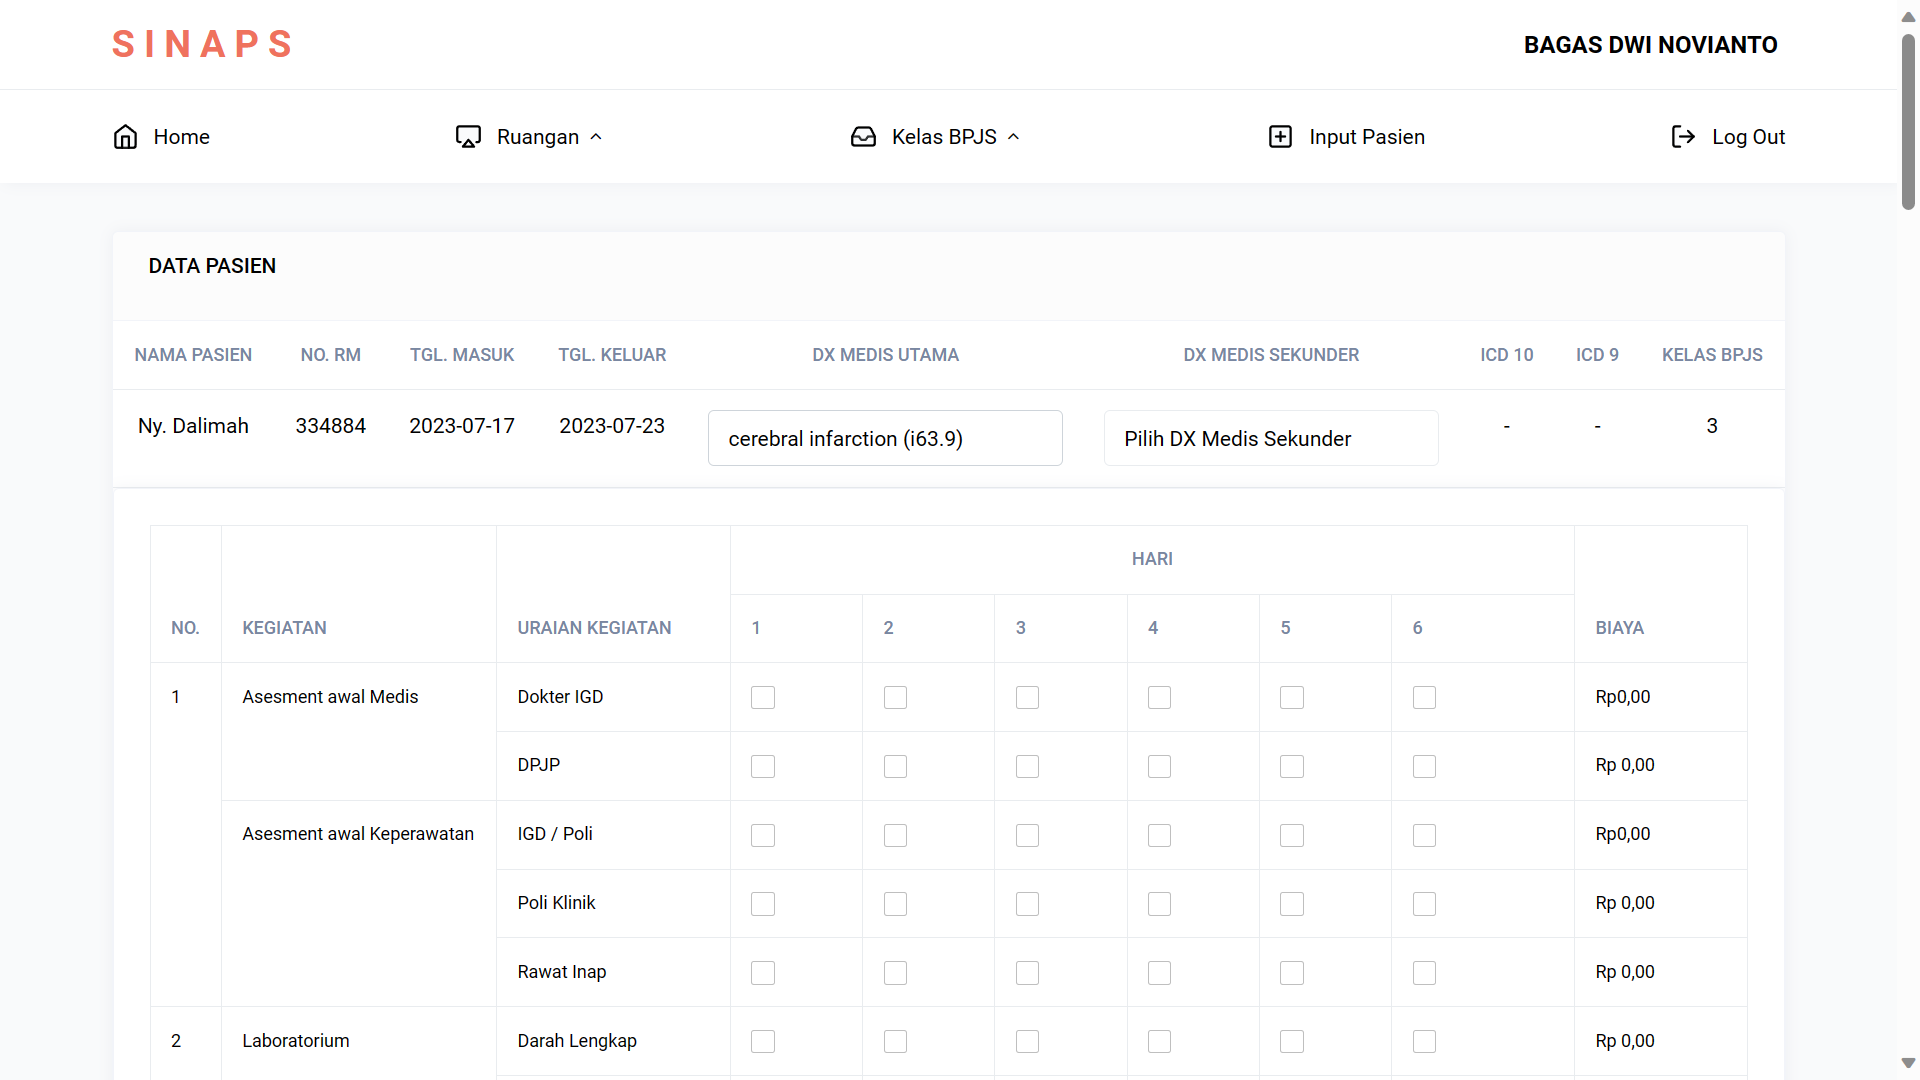 SINAPS
BAGAS DWI NOVIANTO
Home
Ruangan
Kelas BPJS
Input Pasien
Log Out
DATA PASIEN
NAMA PASIEN NO. RM TGL. MASUK TGL. KELUAR DX MEDIS UTAMA DX MEDIS SEKUNDER ICD 10 ICD 9 KELAS BPJS
Ny. Dalimah 334884 2023-07-17 2023-07-23 cerebral infarction (i63.9) Pilih DX Medis Sekunder - - 3
HARI
NO. KEGIATAN URAIAN KEGIATAN 1 2 3 4 5 6 BIAYA
1 Asesment awal Medis Dokter IGD Rp0,00
DPJP Rp 0,00
Asesment awal Keperawatan IGD / Poli Rp0,00
Poli Klinik Rp 0,00
Rawat Inap Rp 0,00
2 Laboratorium Darah Lengkap Rp 0,00